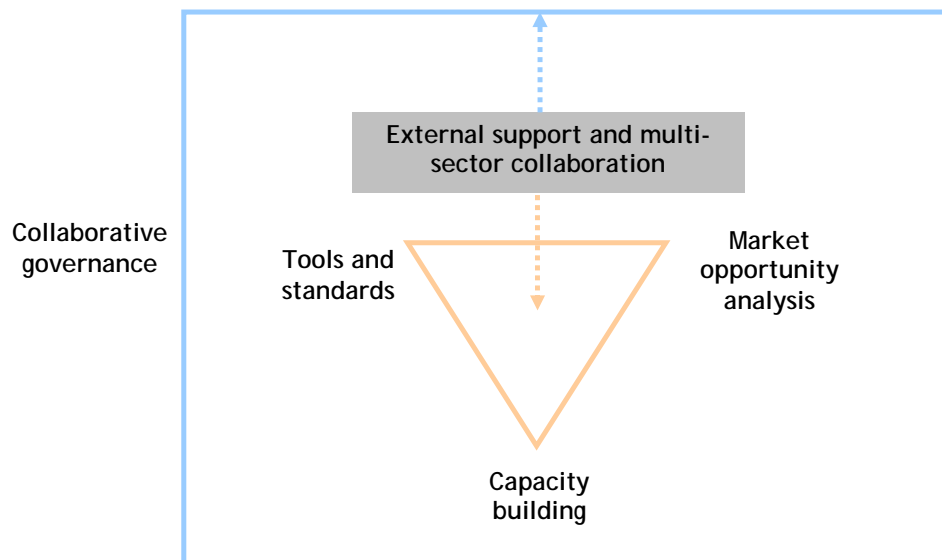 External support and multi-
sector collaboration
Collaborative
governance
Tools and
standards
Market
opportunity
analysis
Capacity
building